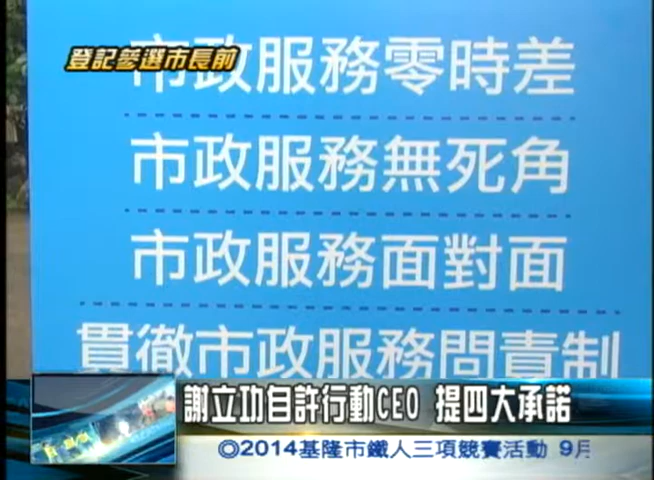 登記參選市長前
市政服務零時差
市政服務無死角
市政服務面對面
貫徹市政服務問責制
謝立功自許行動CEO 提四大承諾
◎2014基隆市鐵人三項競賽活動 9月